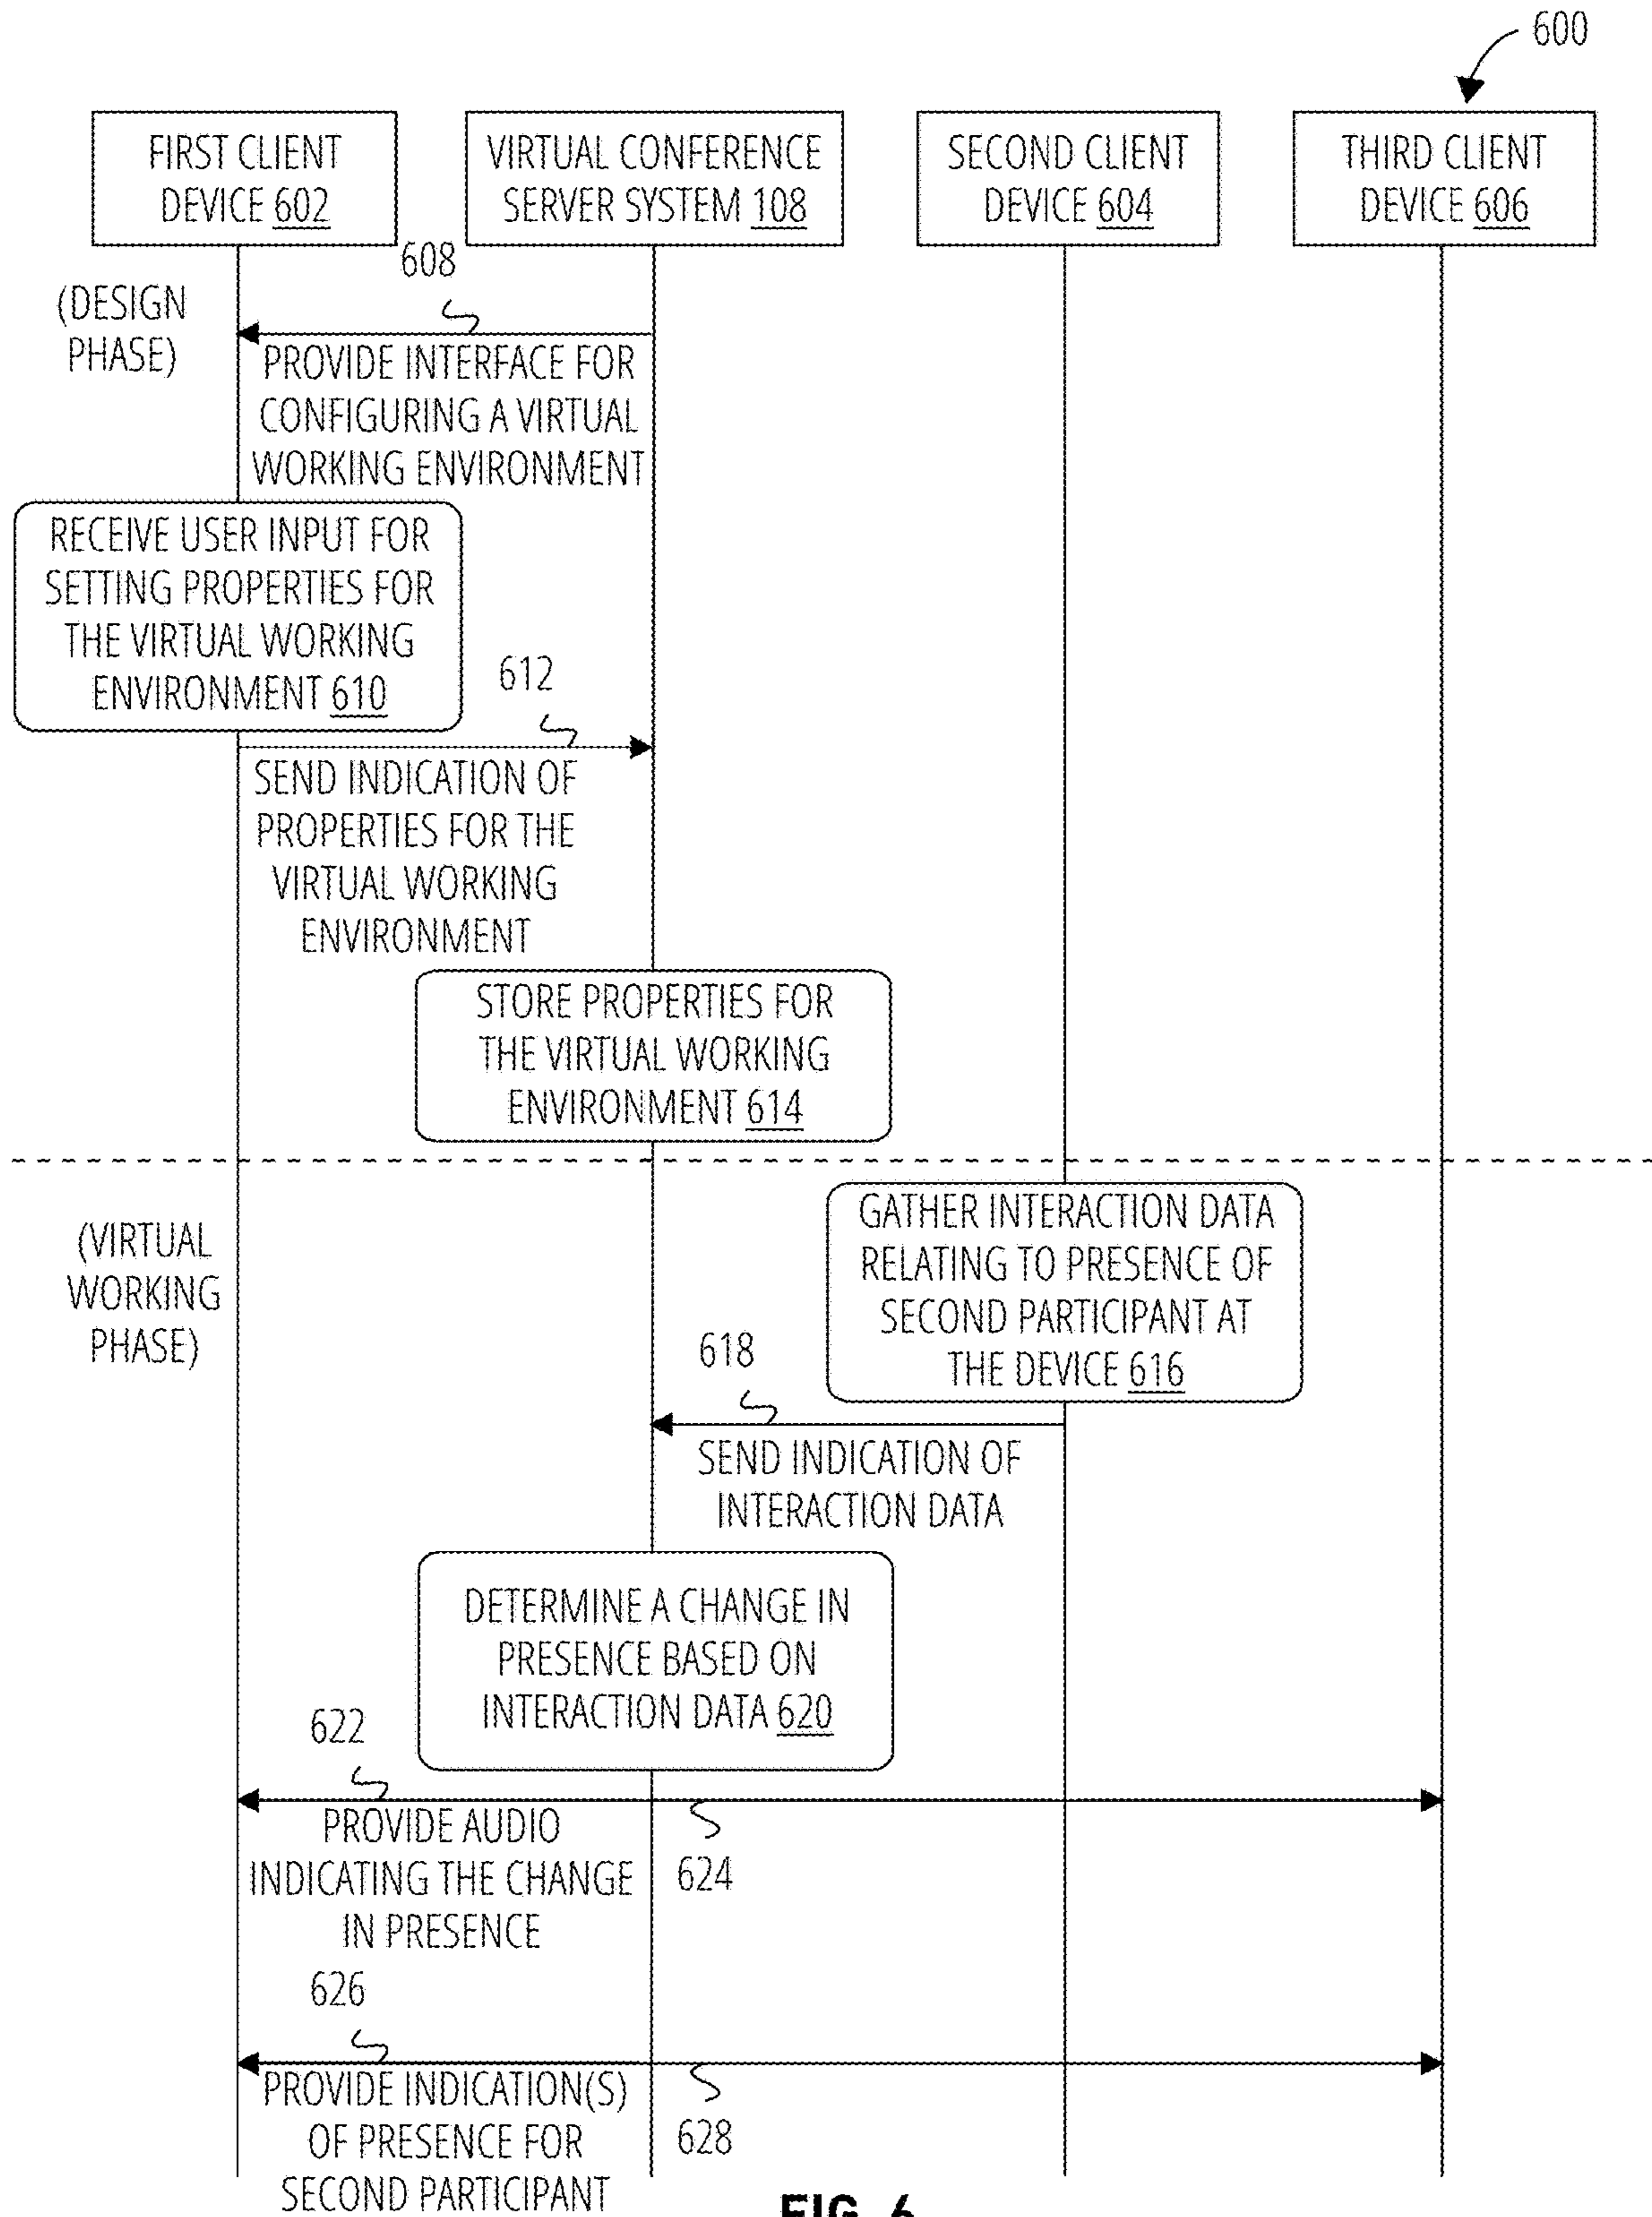 600
FIRST CLIENT
DEVICE 602
VIRTUAL CONFERENCE
SERVER SYSTEM 108
SECOND CLIENT
DEVICE 604
THIRD CLIENT
DEVICE 606
608
(DESIGN
PHASE)
PROVIDE INTERFACE FOR
CONFIGURING A VIRTUAL
WORKING ENVIRONMENT
RECEIVE USER INPUT FOR
SETTING PROPERTIES FOR
THE VIRTUAL WORKING
ENVIRONMENT 610
612
SEND INDICATION OF
PROPERTIES FOR THE
VIRTUAL WORKING
ENVIRONMENT
STORE PROPERTIES FOR
THE VIRTUAL WORKING
ENVIRONMENT 614
(VIRTUAL
WORKING
PHASE)
GATHER INTERACTION DATA
RELATING TO PRESENCE OF
SECOND PARTICIPANT AT
THE DEVICE 616
618
SEND INDICATION OF
INTERACTION DATA
DETERMINE A CHANGE IN
PRESENCE BASED ON
INTERACTION DATA 620
622
PROVIDE AUDIO
INDICATING THE CHANGE
IN PRESENCE
624
626
PROVIDE INDICATION(S)
OF PRESENCE FOR
SECOND PARTICIPANT
628
FIG. 6